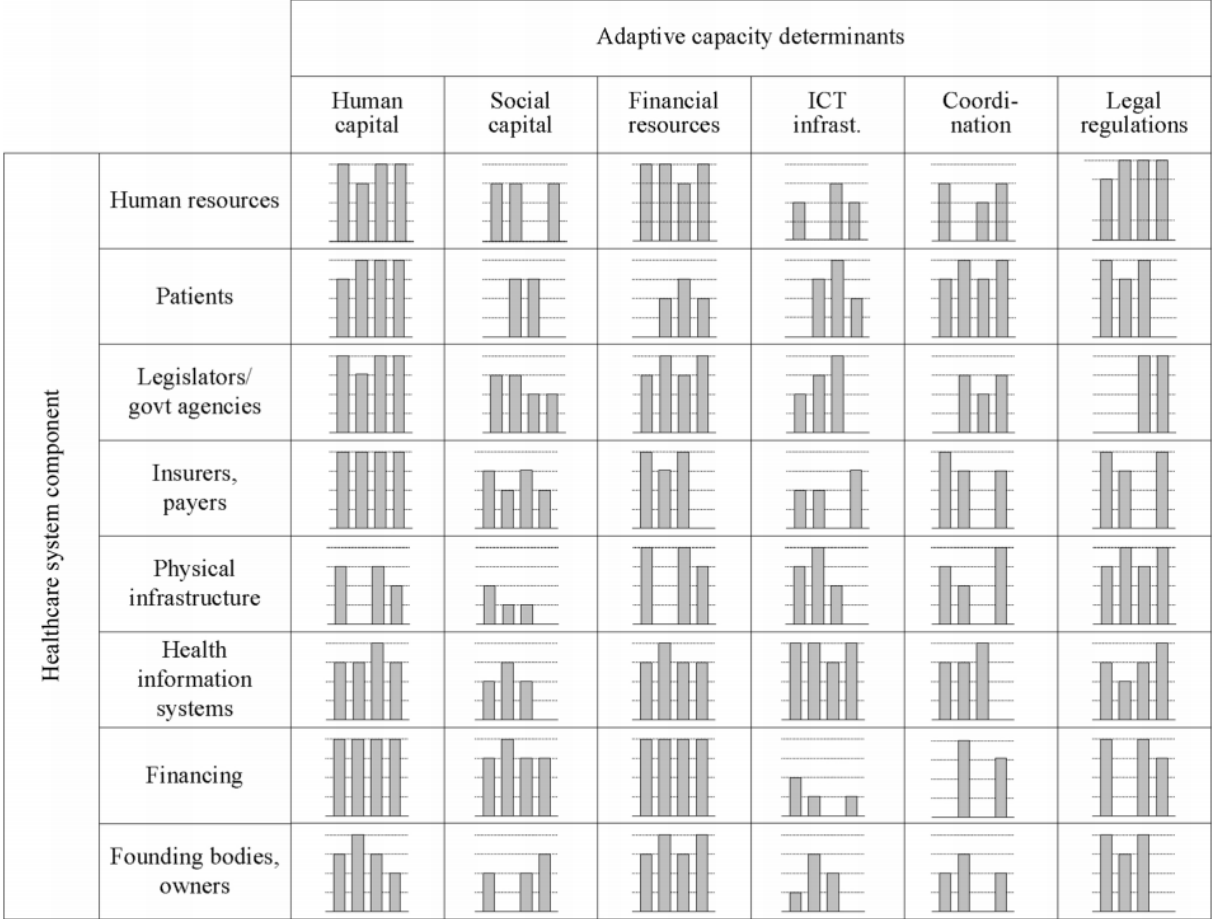 Adaptive capacity determinants
Human
capital
Social
capital
Financial
resources
ICT
infrast.
Coordi-
nation
Legal
regulations
Healthcare system component
Human resources
Patients
Legislators/
govt agencies
Insurers,
payers
Physical
infrastructure
Health
information
systems
Financing
Founding bodies,
owners